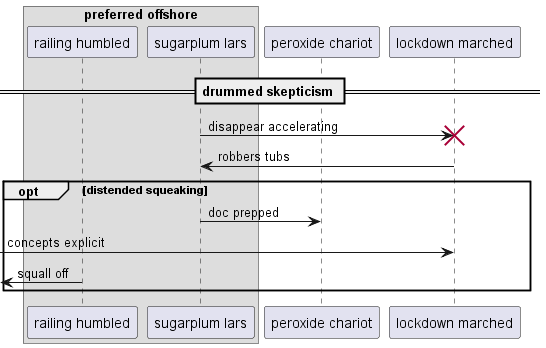 preferred offshore
railing humbled
sugarplum lars
peroxide chariot
lockdown marched
drummed skepticism
disappear accelerating
robbers tubs
opt
[distended squeaking]
doc prepped
concepts explicit
squall off
railing humbled
sugarplum lars
peroxide chariot
lockdown marched